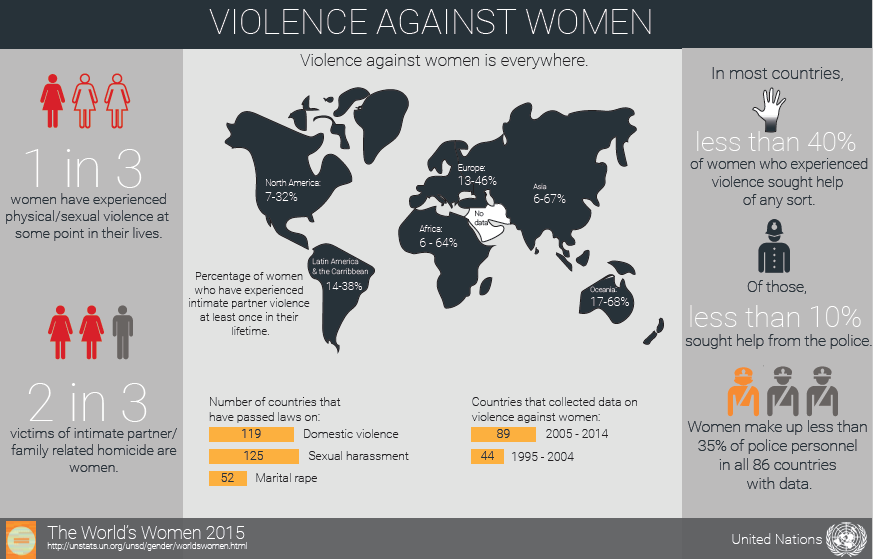 VIOLENCE AGAINST WOMEN
1 in 3
women have experienced
physical/sexual violence at
some point in their lives.
2 in 3
victims of intimate partner/
family related homicide are
women.
Violence against women is everywhere.
North America:
7-32%
Europe:
13-46%
Asia
6-67%
No
data
Africa:
6 - 64%
Latin America
& the Carribbean
14-38%
Oceania:
17-68%
Percentage of women
who have experienced
intimate partner violence
at least once in their
lifetime.
Number of countries that
have passed laws on:
119 Domestic violence
125 Sexual harassment
52 Marital rape
Countries that collected data on
violence against women:
89 2005 - 2014
44 1995 - 2004
In most countries,
less than 40%
of women who experienced
violence sought help
of any sort.
Of those,
less than 10%
sought help from the police.
Women make up less than
35% of police personnel
in all 86 countries
with data.
The World's Women 2015
http://unstats.un.org/unsd/gender/worldswomen.html
United Nations